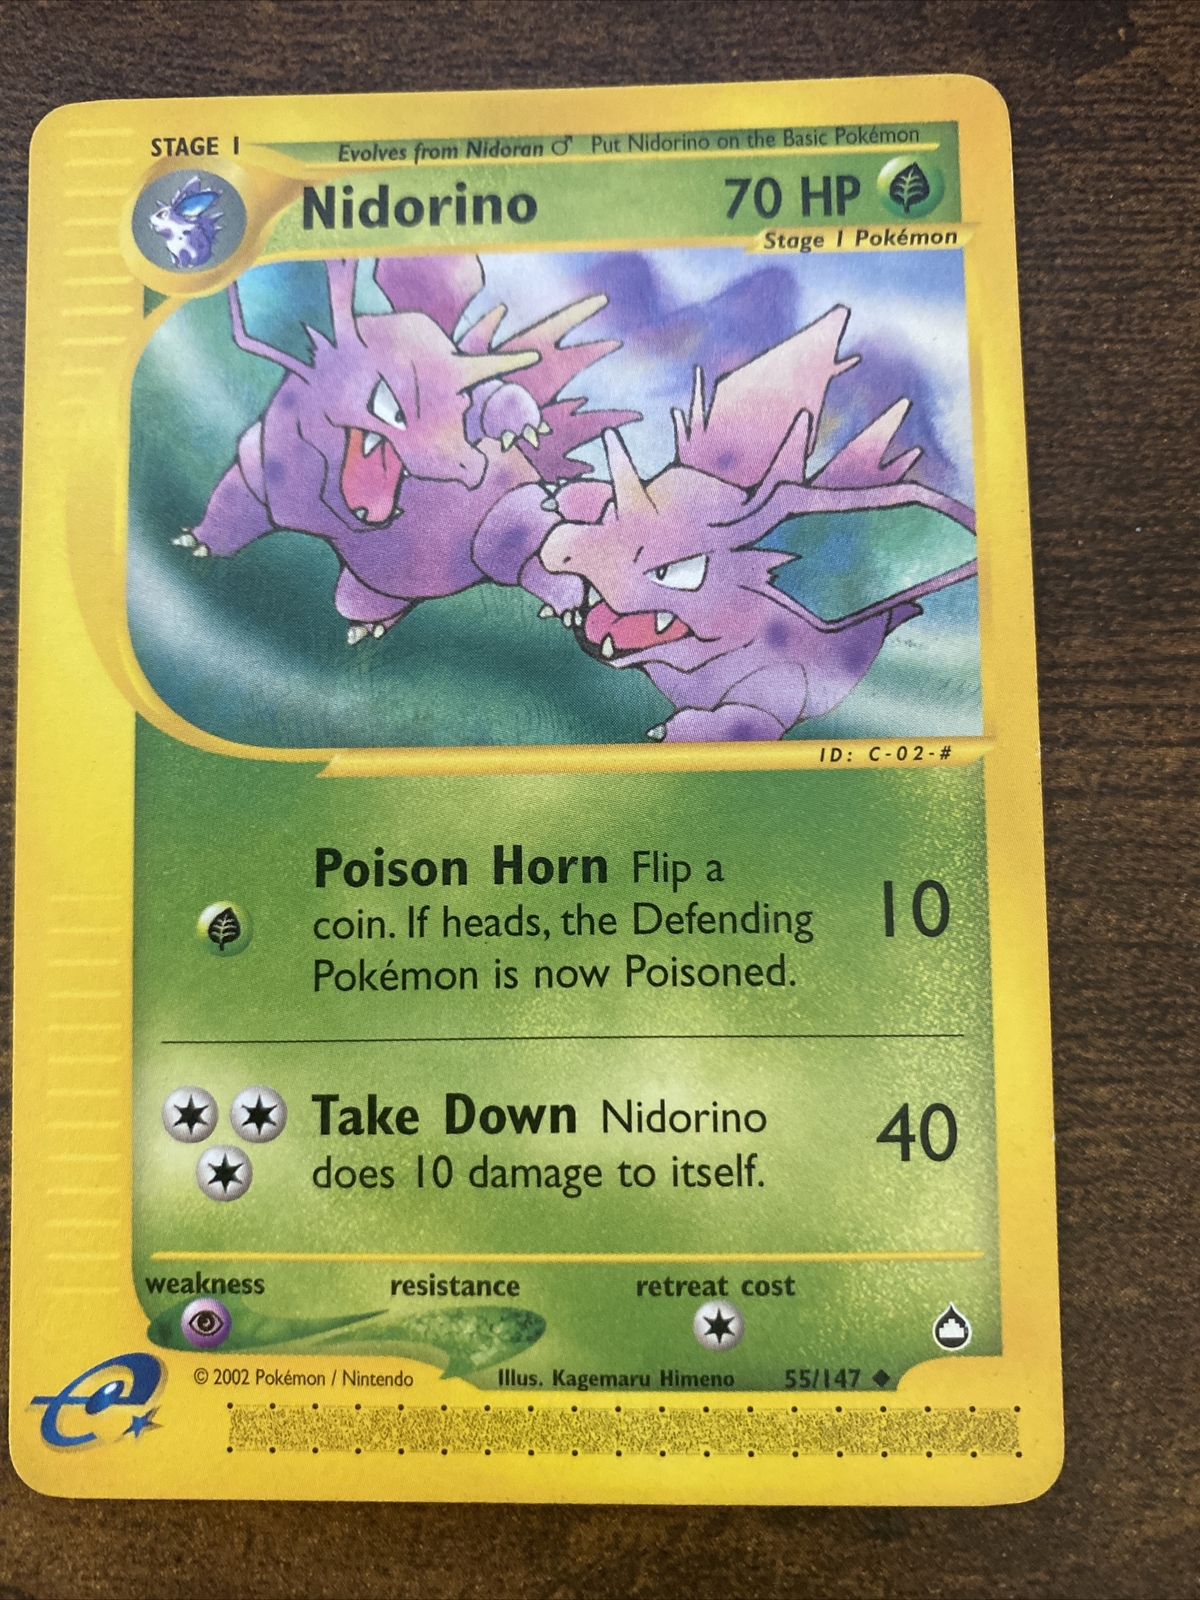 STAGE 1
Evolves from Nidoran ♂ Put Nidorino on the Basic Pokémon
Nidorino
70 HP
Stage 1 Pokémon
ID: C-02-#
Poison Horn Flip a
coin. If heads, the Defending
Pokémon is now Poisoned.
10
Take Down Nidorino
does 10 damage to itself.
40
weakness resistance retreat cost
© 2002 Pokémon / Nintendo Illus. Kagemaru Himeno 55/147 ◆
e